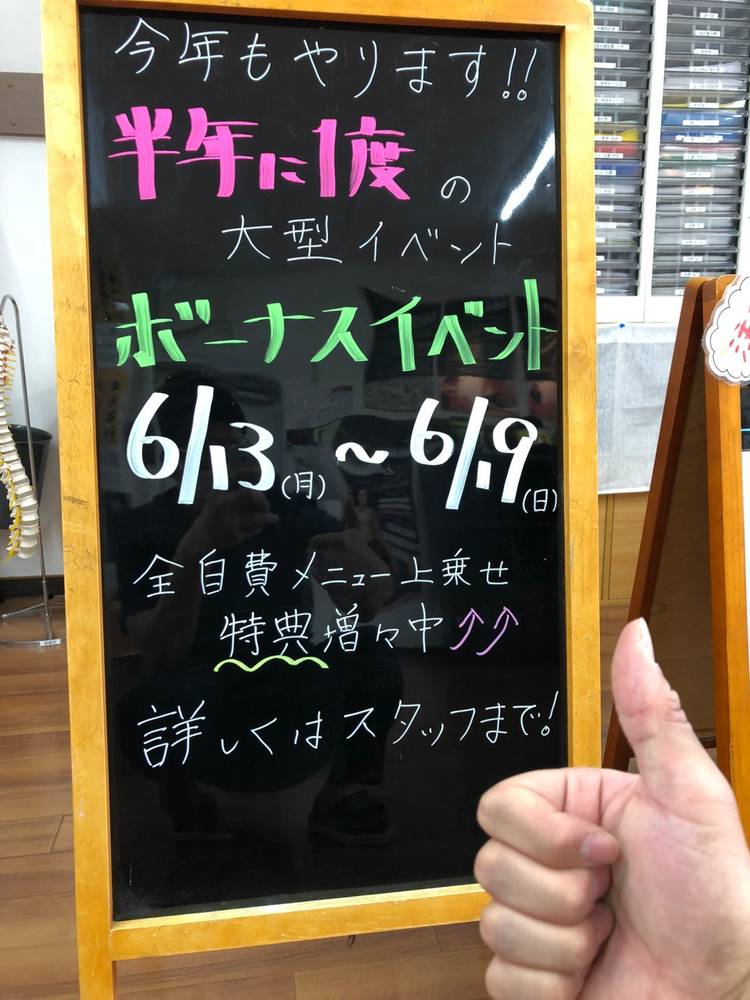 今年もやります!!
半年に1度の
大型イベント
ボーナスイベント
6/13(月)~6/19(日)
全自費メニュー上乗せ
特典増々中⤴⤴
詳しくはスタッフまで!